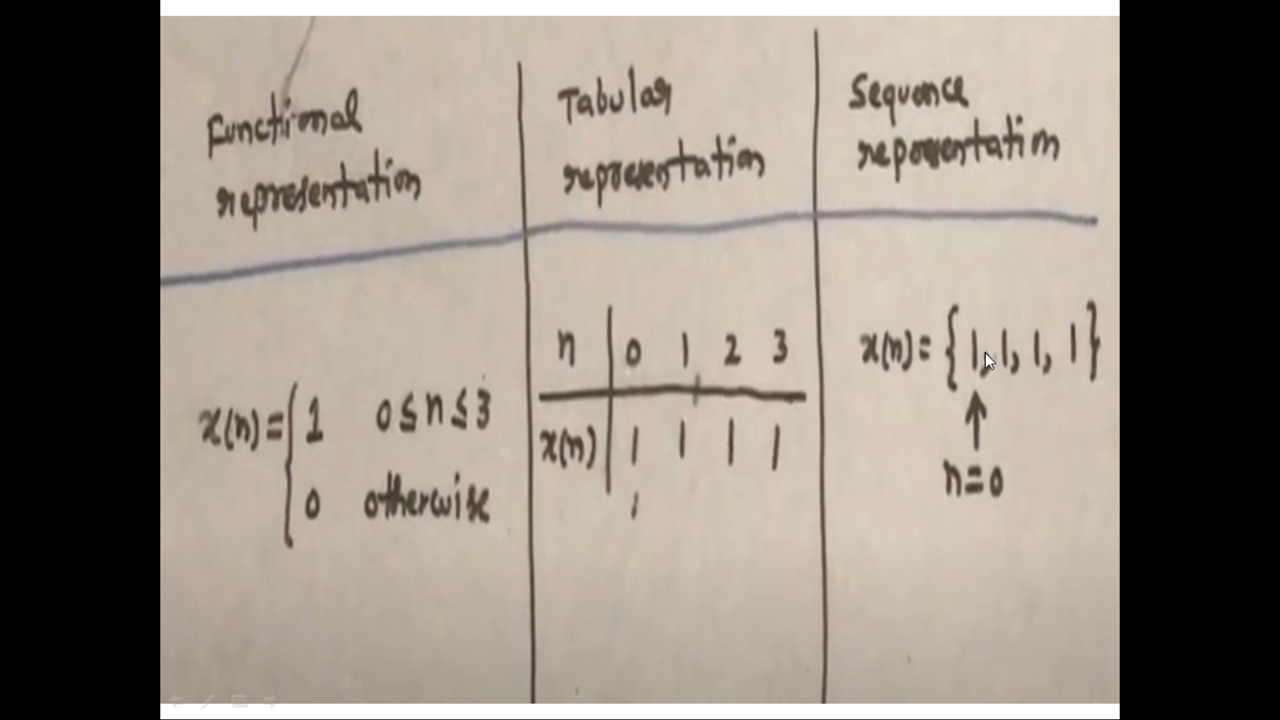 Functional
representation
x(n)= { 1 0≤n≤3
0 otherwise
Tabular
representation
n | 0 1 2 3
x(n) | 1 1 1 1
Sequence
representation
x(n)= {1, 1, 1, 1}
↑
n=0